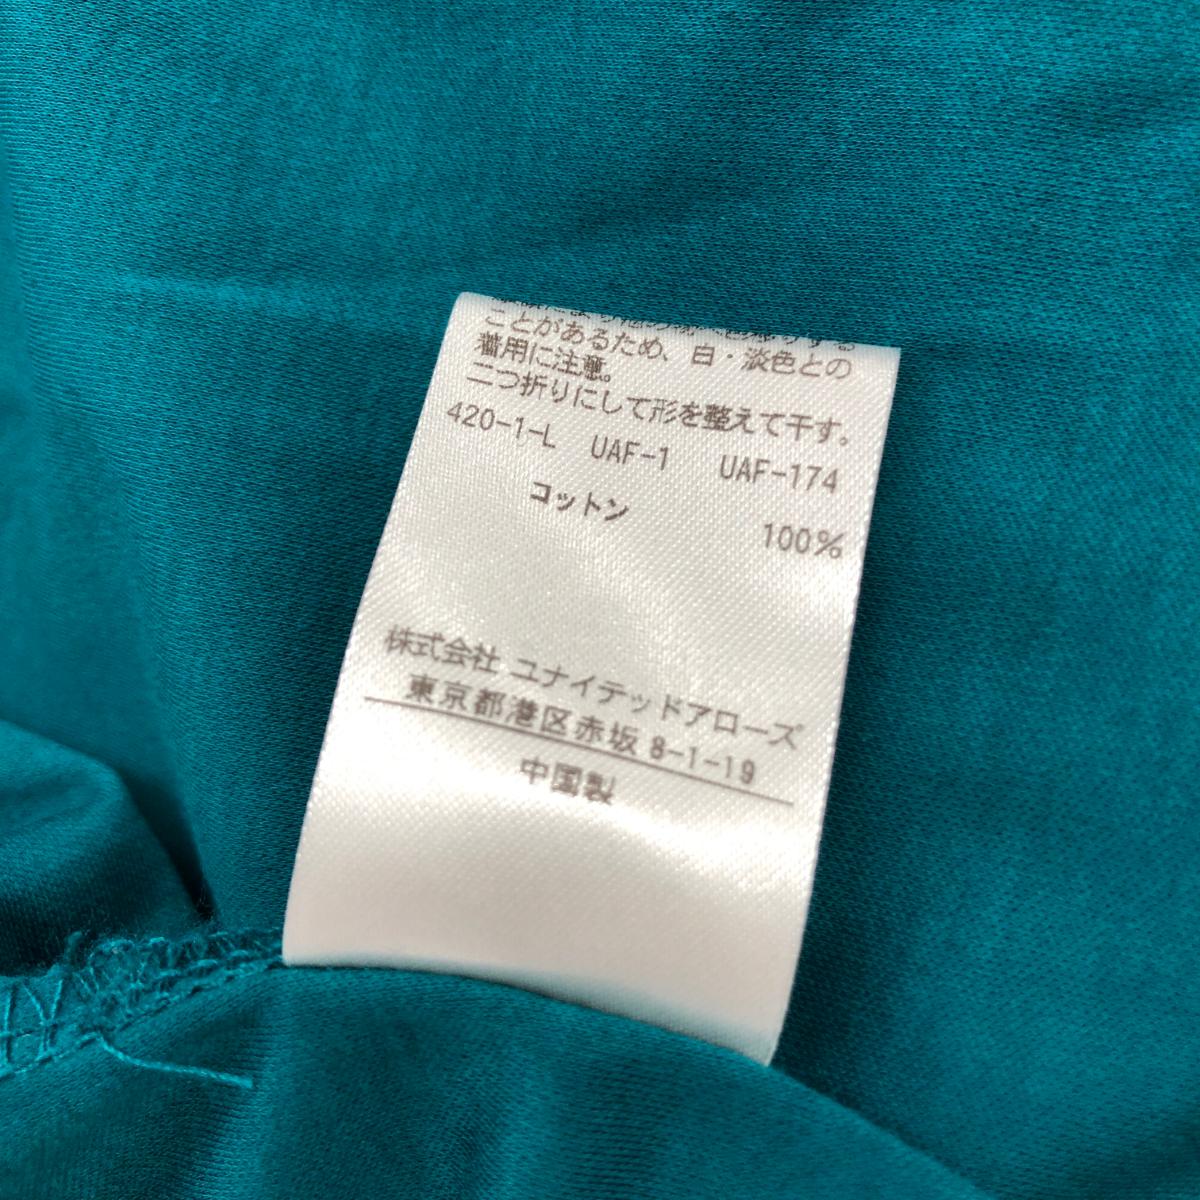 ことがあるため、白・淡色との
着用に注意。
二つ折りにして形を整えて干す。
420-1-L UAF-1 UAF-174
コットン 100%
株式会社 ユナイテッドアローズ
東京都港区赤坂 8-1-19
中国製